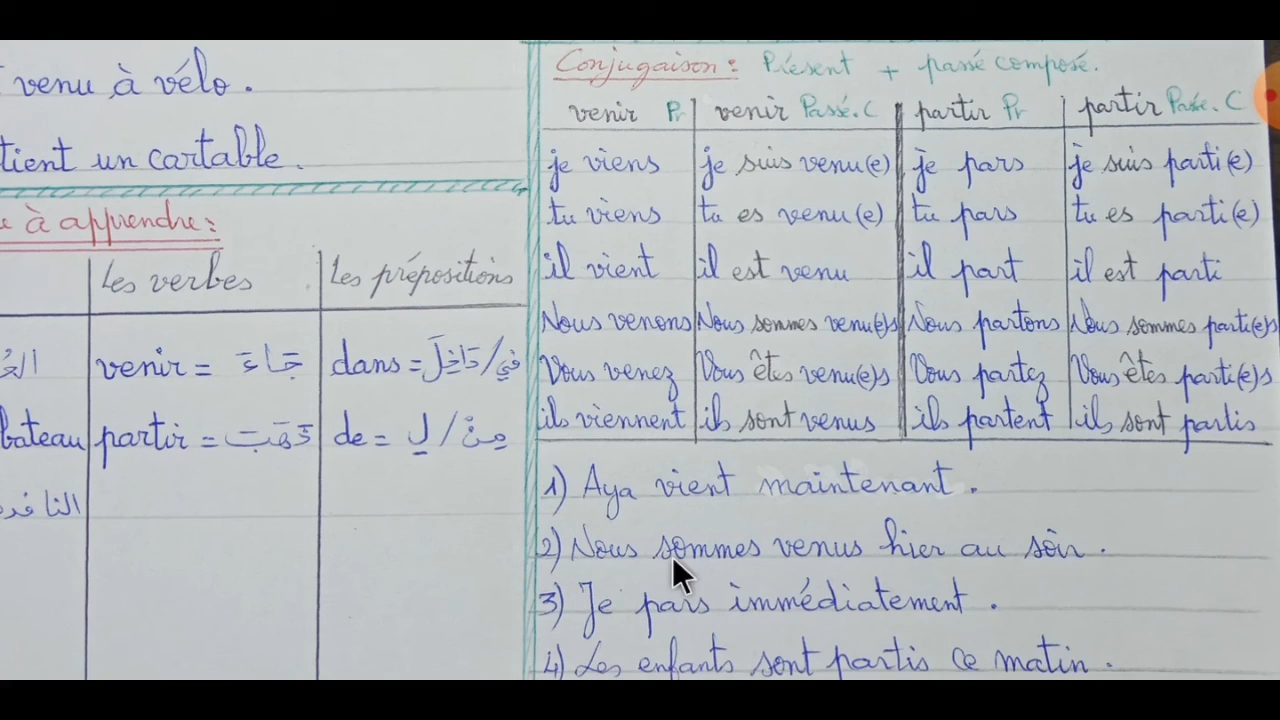 venu à vélo.
tient un cartable.
à apprendre:
Les verbes Les prépositions
venir = جَاءَ dans = فِي/دَاخِلَ
bateau partir = ذَهَبَ de = لِ/مِنْ
النافذة
Conjugaison: Présent + passé composé.
venir Pr venir Passé.C partir Pr partir Passé.C
je viens je suis venu(e) je pars je suis parti(e)
tu viens tu es venu(e) tu pars tu es parti(e)
il vient il est venu il part il est parti
Nous venons Nous sommes venu(e)s Nous partons Nous sommes parti(e)s
Vous venez Vous êtes venu(e)s Vous partez Vous êtes parti(e)s
ils viennent ils sont venus ils partent ils sont partis
1) Aya vient maintenant.
2) Nous sommes venus hier au soir.
3) Je pars immédiatement.
4) Les enfants sont partis ce matin.